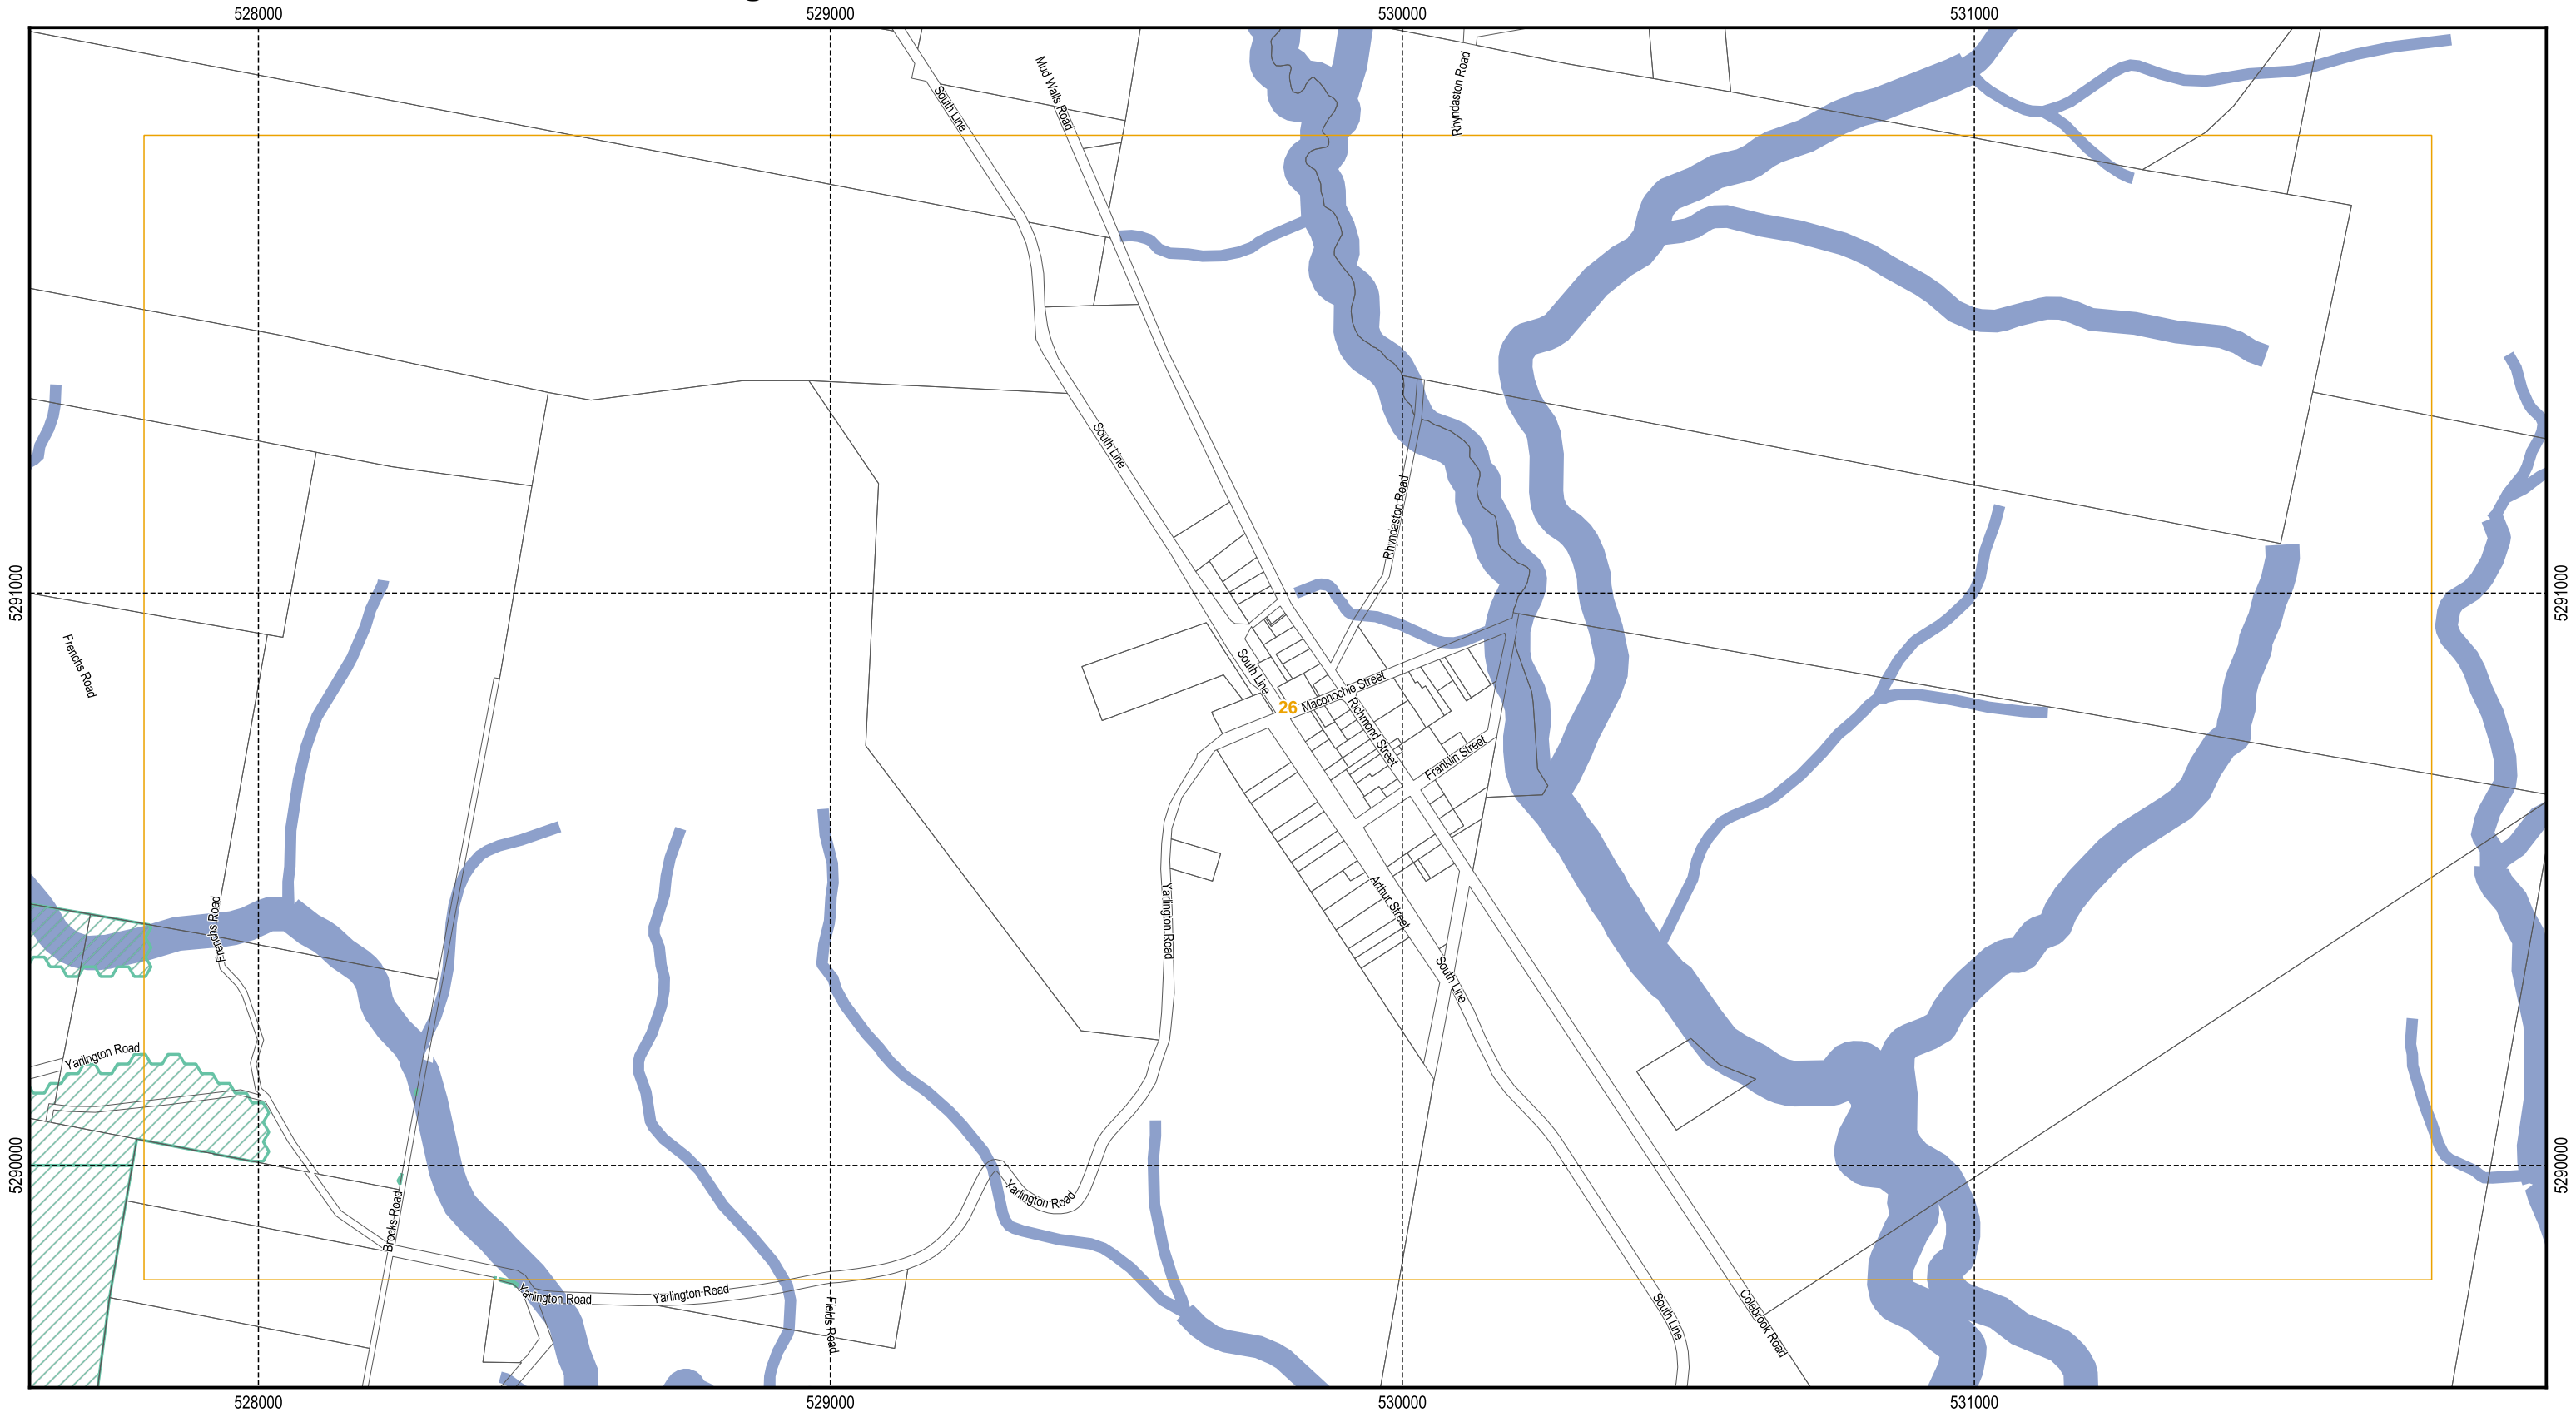 528000
529000
530000
531000
Mud Walls Road
Rhyndaston Road
South Line
South Line
Rhyndaston Road
5291000
5291000
Frenchs Road
South Line
Maconochie Street
26
Richmond Street
Franklin Street
Frenchs Road
Yarlington Road
Arthur Street
South Line
Yarlington Road
5290000
5290000
Brocks Road
Yarlington Road
Yarlington Road
Yarlington Road
Fields Road
South Line
Colebrook Road
528000
529000
530000
531000